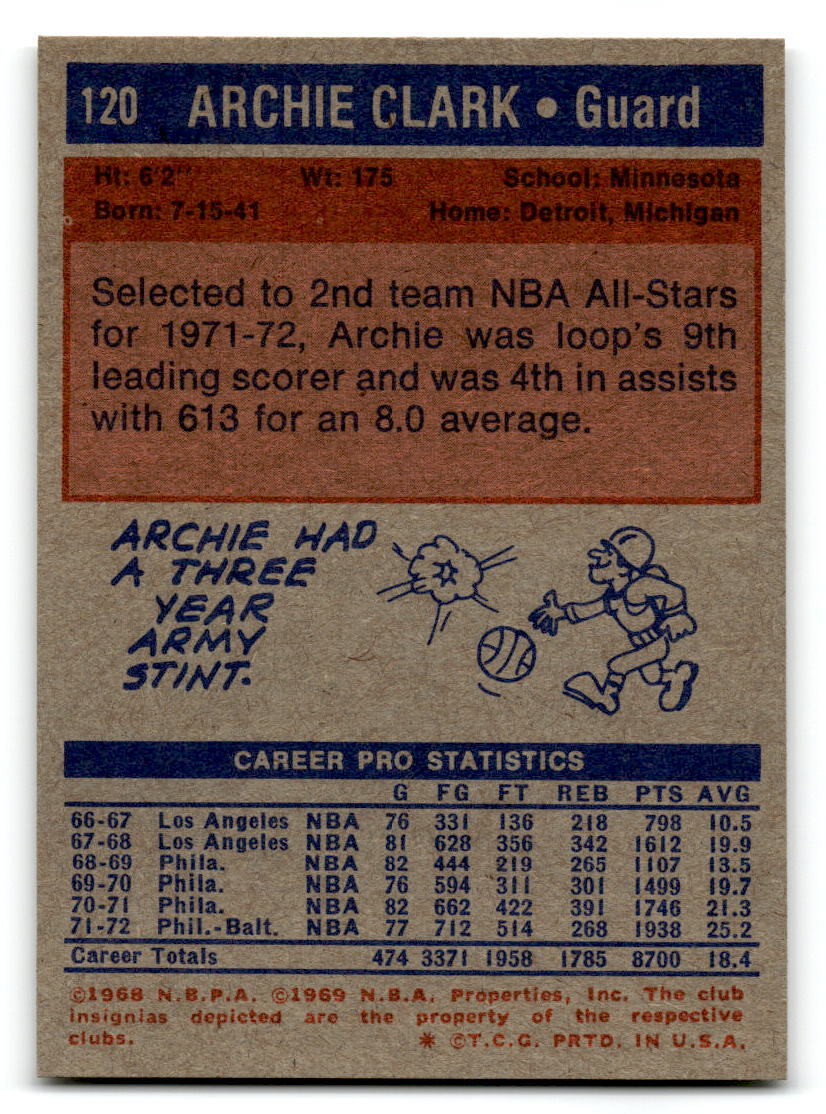 120 ARCHIE CLARK • Guard
Ht: 6'2" Wt: 175 School: Minnesota
Born: 7-15-41 Home: Detroit, Michigan
Selected to 2nd team NBA All-Stars
for 1971-72, Archie was loop's 9th
leading scorer and was 4th in assists
with 613 for an 8.0 average.
ARCHIE HAD
A THREE
YEAR
ARMY
STINT.
CAREER PRO STATISTICS
G FG FT REB PTS AVG
66-67 Los Angeles NBA 76 331 136 218 798 10.5
67-68 Los Angeles NBA 81 628 356 342 1612 19.9
68-69 Phila. NBA 82 444 219 265 1107 13.5
69-70 Phila. NBA 76 594 311 301 1499 19.7
70-71 Phila. NBA 82 662 422 391 1746 21.3
71-72 Phil.-Balt. NBA 77 712 514 268 1938 25.2
Career Totals 474 3371 1958 1785 8700 18.4
©1968 N.B.P.A. ©1969 N.B.A. Properties, Inc. The club
insignias depicted are the property of the respective
clubs. * ©T.C.G. PRTD. IN U.S.A.